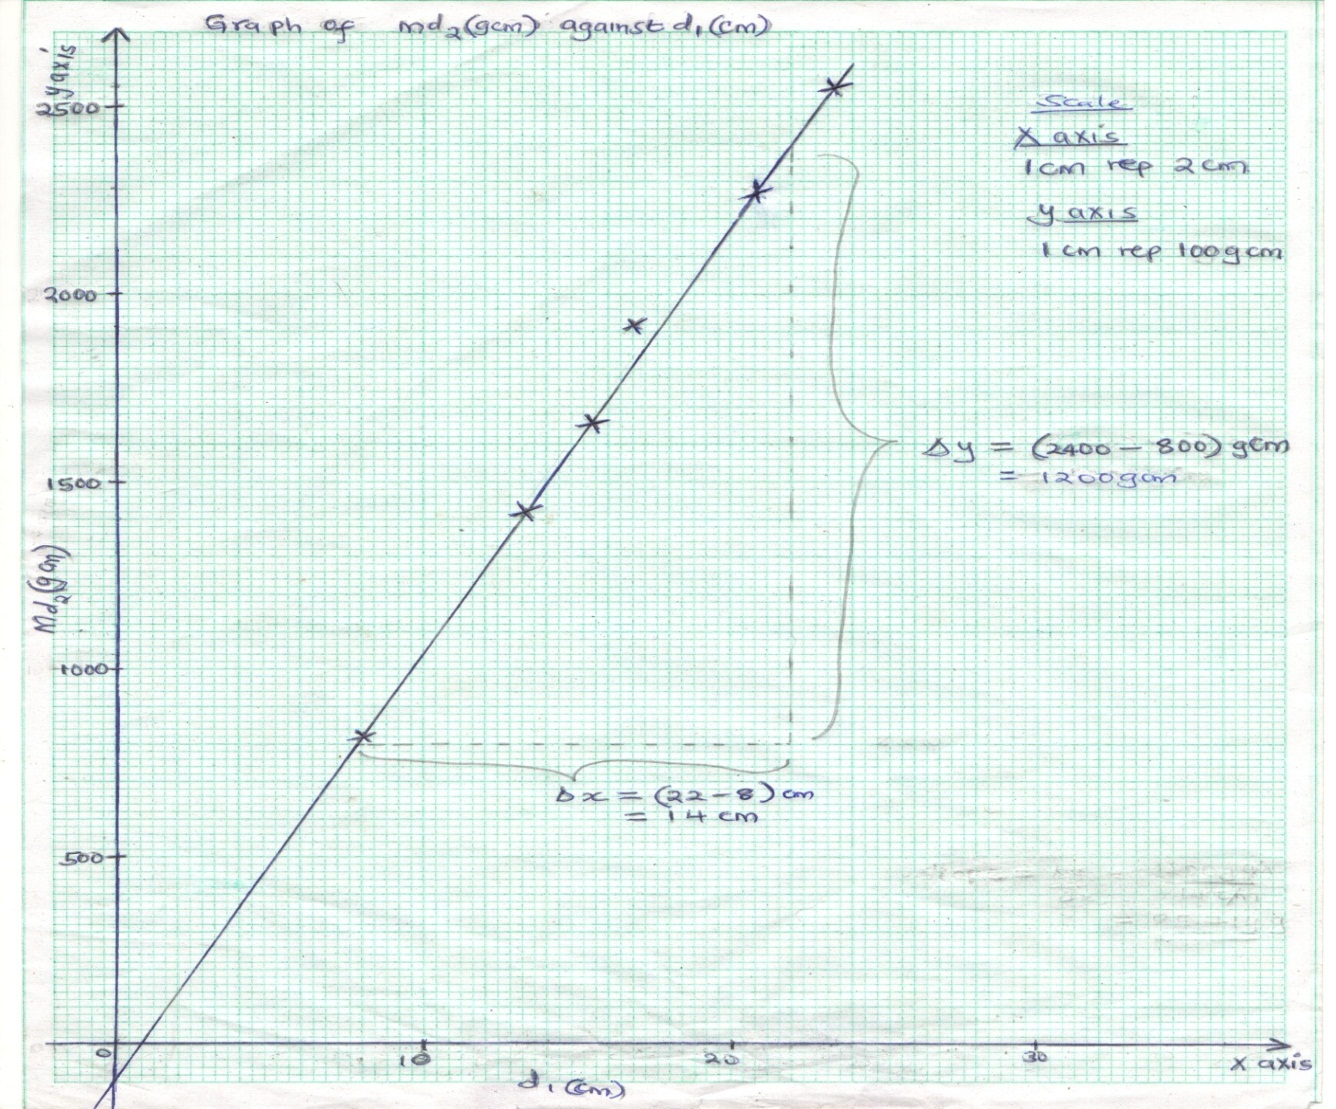 Graph of md₂(gcm) against d₁(cm)
y axis
2500
Scale
X axis
1cm rep 2cm
y axis
1cm rep 100gcm
2000
Δy = (2400 - 800) gcm
= 1200gcm
1500
Md₂(gcm)
1000
Δx = (22-8) cm
= 14 cm
500
0
10
20
30
x axis
d₁(cm)